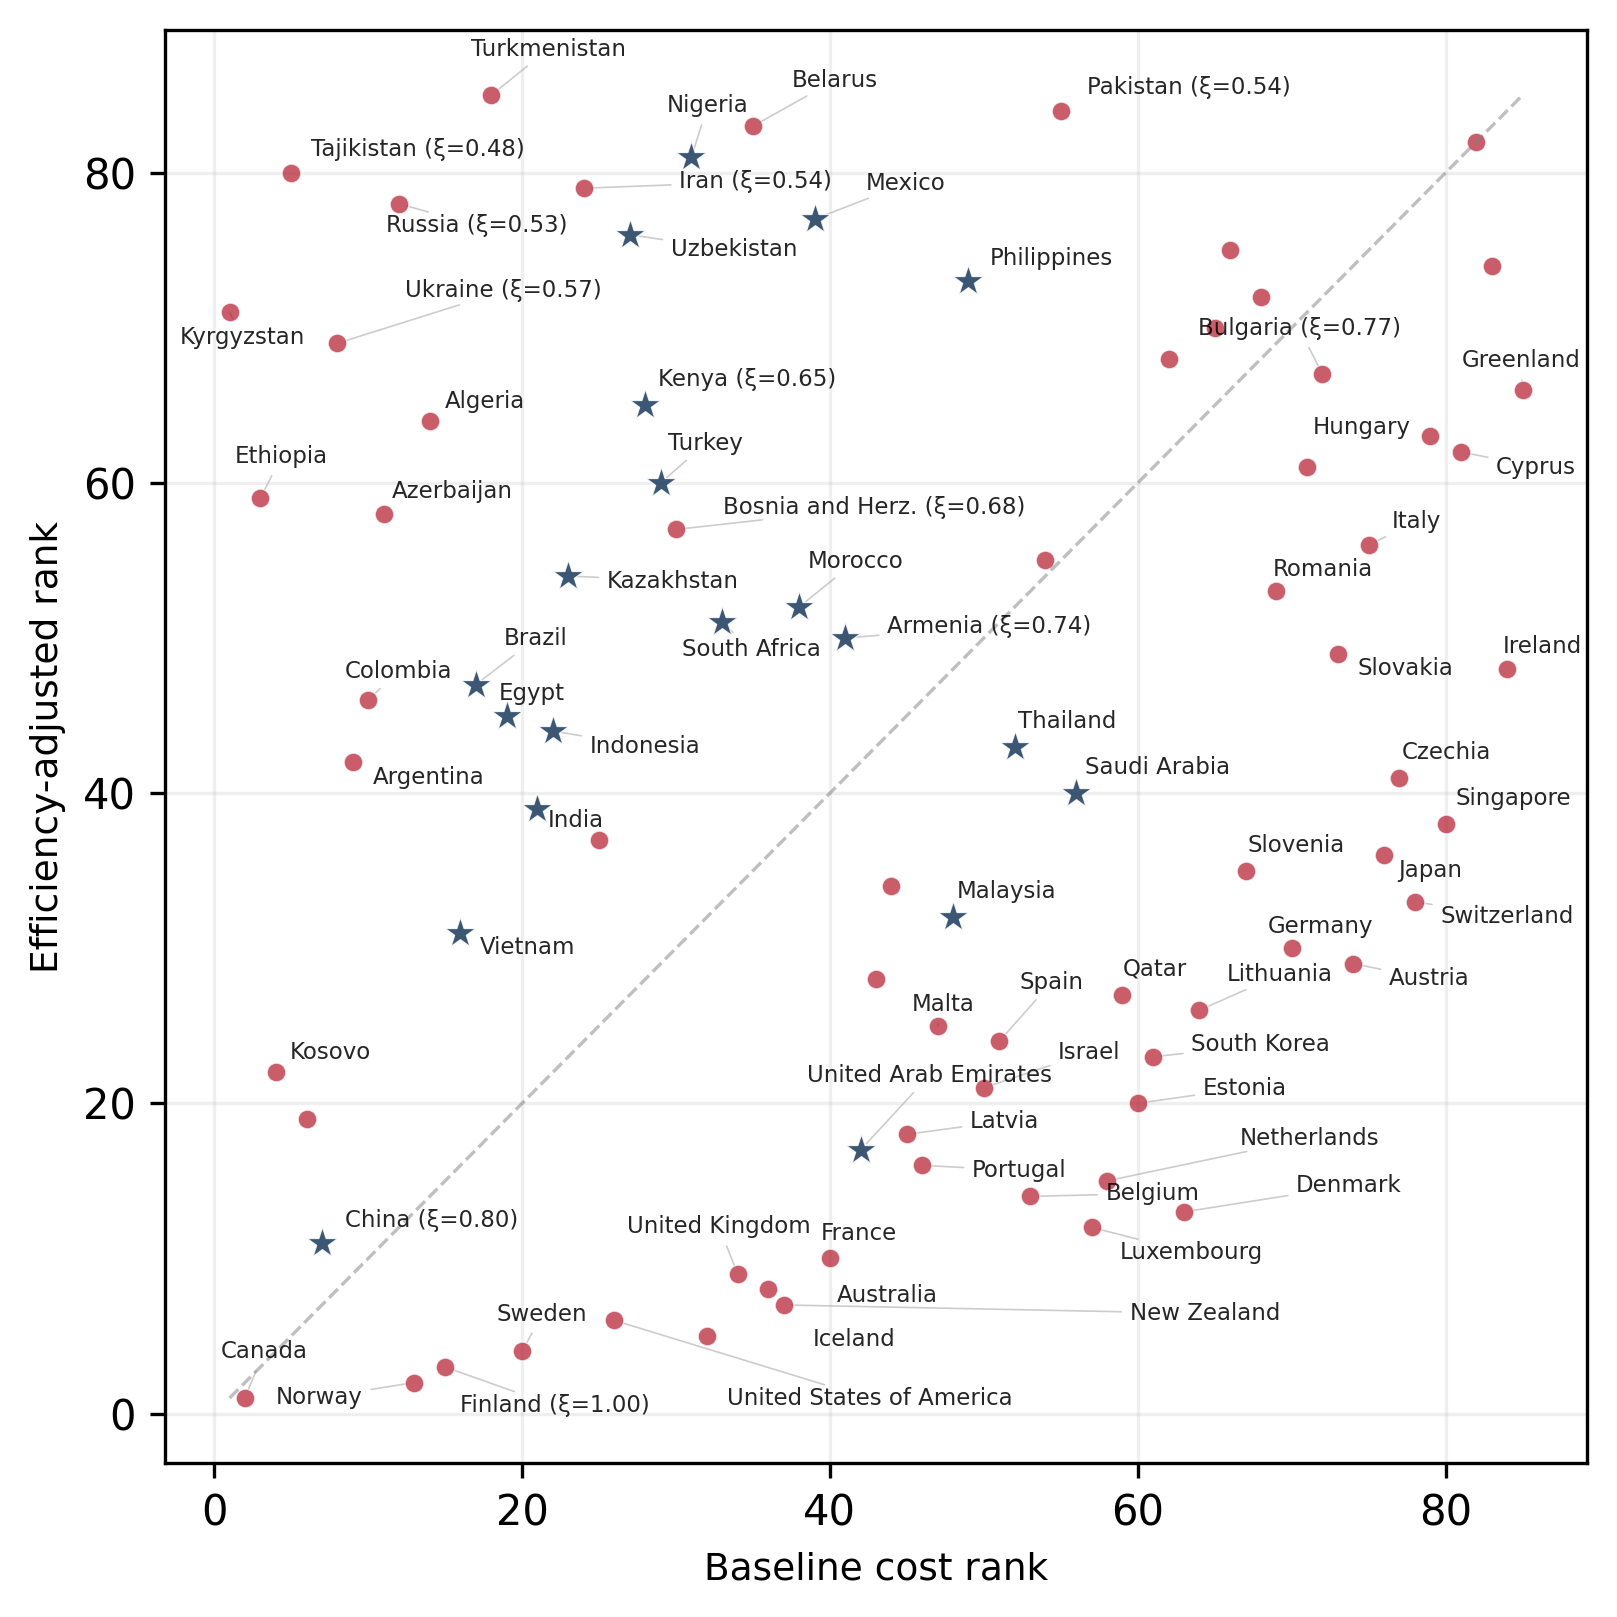 Turkmenistan
Belarus
Pakistan (ξ=0.54)
Nigeria
Tajikistan (ξ=0.48)
Iran (ξ=0.54)
Mexico
Russia (ξ=0.53)
Uzbekistan
Philippines
Ukraine (ξ=0.57)
Kyrgyzstan
Bulgaria (ξ=0.77)
Greenland
Kenya (ξ=0.65)
Algeria
Hungary
Turkey
Ethiopia
Cyprus
Azerbaijan
Bosnia and Herz. (ξ=0.68)
Italy
Morocco
Romania
Kazakhstan
Armenia (ξ=0.74)
South Africa
Brazil
Ireland
Slovakia
Colombia
Egypt
Thailand
Indonesia
Czechia
Saudi Arabia
Argentina
Singapore
India
Slovenia
Japan
Malaysia
Switzerland
Germany
Vietnam
Qatar
Lithuania
Austria
Spain
Malta
Kosovo
Israel
South Korea
United Arab Emirates
Estonia
Latvia
Netherlands
Portugal
Belgium
Denmark
China (ξ=0.80)
United Kingdom
France
Luxembourg
Australia
New Zealand
Sweden
Iceland
Canada
Norway
Finland (ξ=1.00)
United States of America
80
60
40
20
0
Efficiency-adjusted rank
0
20
40
60
80
Baseline cost rank